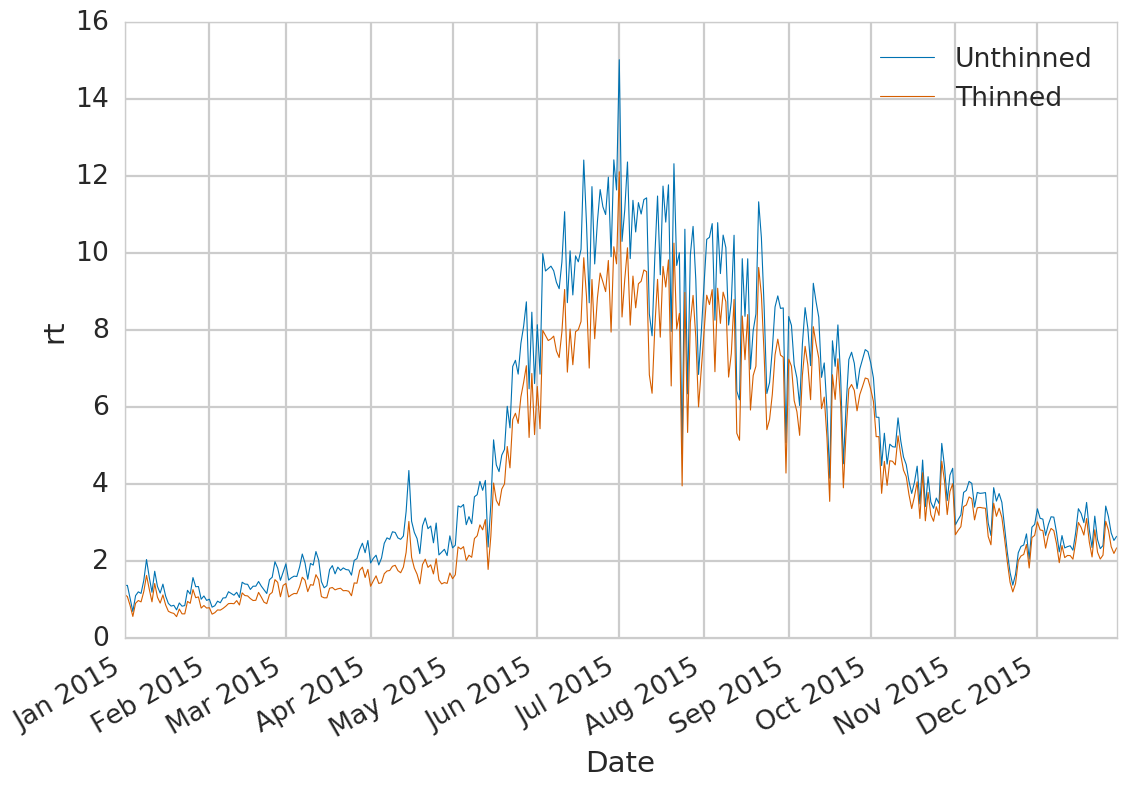 16
14
12
10
8
6
4
2
0
rt
Unthinned
Thinned
Jan 2015
Feb 2015
Mar 2015
Apr 2015
May 2015
Jun 2015
Jul 2015
Aug 2015
Sep 2015
Oct 2015
Nov 2015
Dec 2015
Date